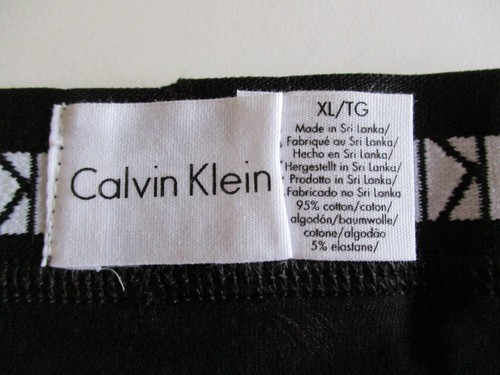 Calvin Klein
XL/TG
Made in Sri Lanka/
Fabriqué au Sri Lanka/
Hecho en Sri Lanka/
Hergestellt in Sri Lanka/
Prodotto in Sri Lanka/
Fabricado no Sri Lanka
95% cotton/coton/
algodón/baumwolle/
cotone/algodão
5% elastane/